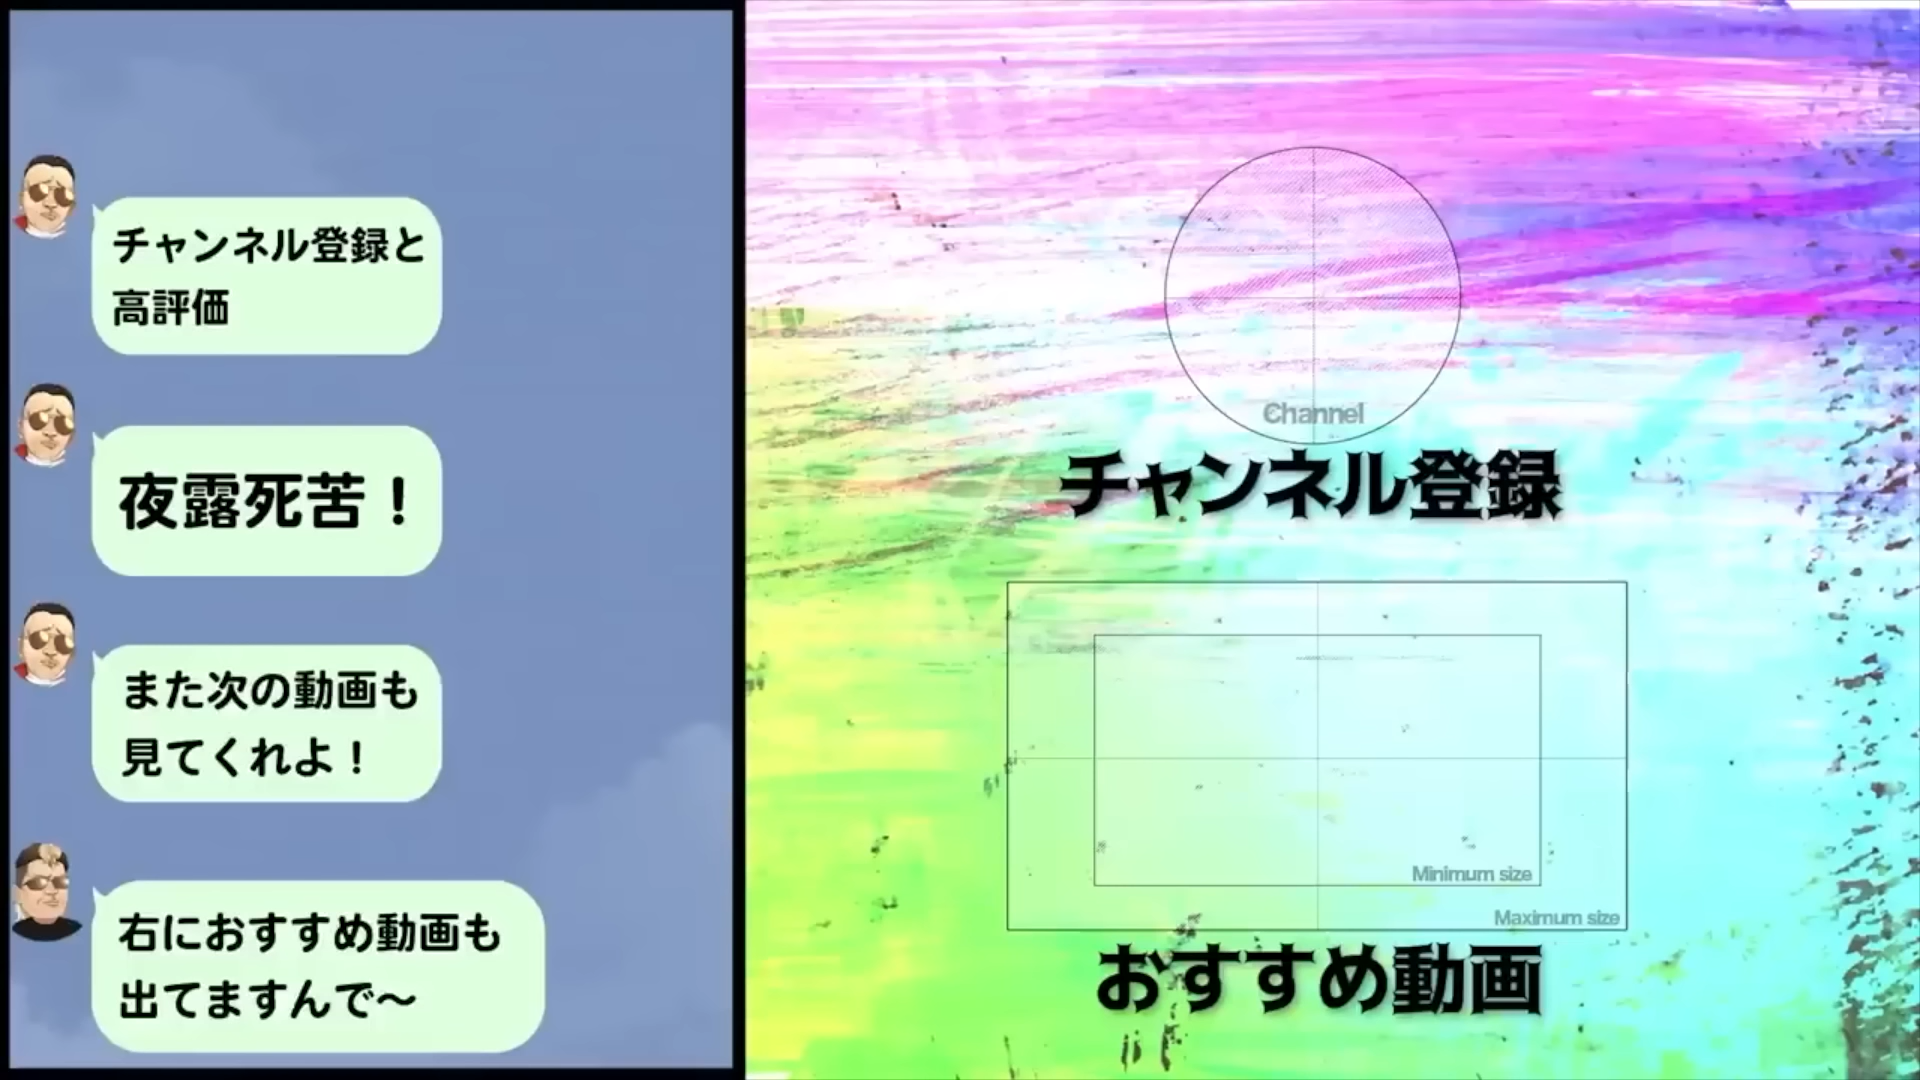 チャンネル登録と
高評価
夜露死苦！
また次の動画も
見てくれよ！
右におすすめ動画も
出てますんで〜
Channel
チャンネル登録
Minimum size
Maximum size
おすすめ動画